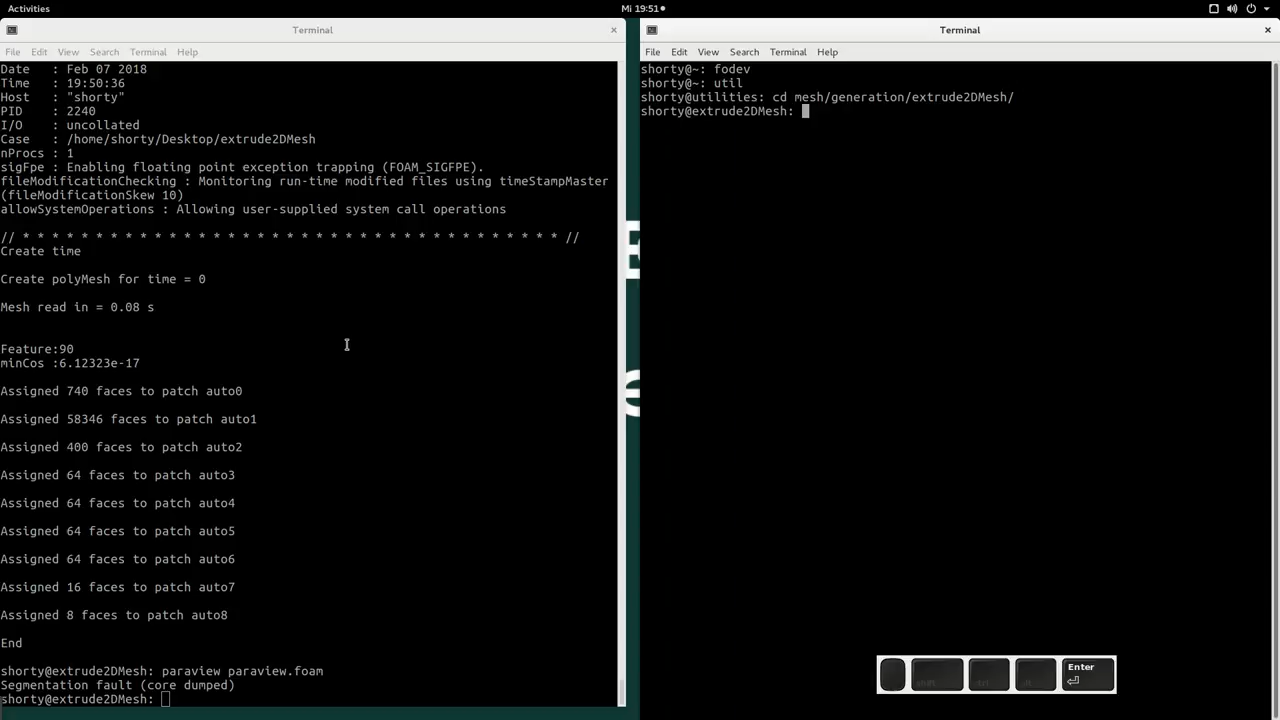 Activities
Mi 19:51
Terminal
File Edit View Search Terminal Help
Date   : Feb 07 2018
Time   : 19:50:36
Host   : "shorty"
PID    : 2240
I/O    : uncollated
Case   : /home/shorty/Desktop/extrude2DMesh
nProcs : 1
sigFpe : Enabling floating point exception trapping (FOAM_SIGFPE).
fileModificationChecking : Monitoring run-time modified files using timeStampMaster
(fileModificationSkew 10)
allowSystemOperations : Allowing user-supplied system call operations
// * * * * * * * * * * * * * * * * * * * * * * * * * * * * * * * * * * * * * //
Create time
Create polyMesh for time = 0
Mesh read in = 0.08 s
Feature:90
minCos :6.12323e-17
Assigned 740 faces to patch auto0
Assigned 58346 faces to patch auto1
Assigned 400 faces to patch auto2
Assigned 64 faces to patch auto3
Assigned 64 faces to patch auto4
Assigned 64 faces to patch auto5
Assigned 64 faces to patch auto6
Assigned 16 faces to patch auto7
Assigned 8 faces to patch auto8
End
shorty@extrude2DMesh: paraview paraview.foam
Segmentation fault (core dumped)
shorty@extrude2DMesh:
Terminal
File Edit View Search Terminal Help
shorty@~: fodev
shorty@~: util
shorty@utilities: cd mesh/generation/extrude2DMesh/
shorty@extrude2DMesh:
Enter